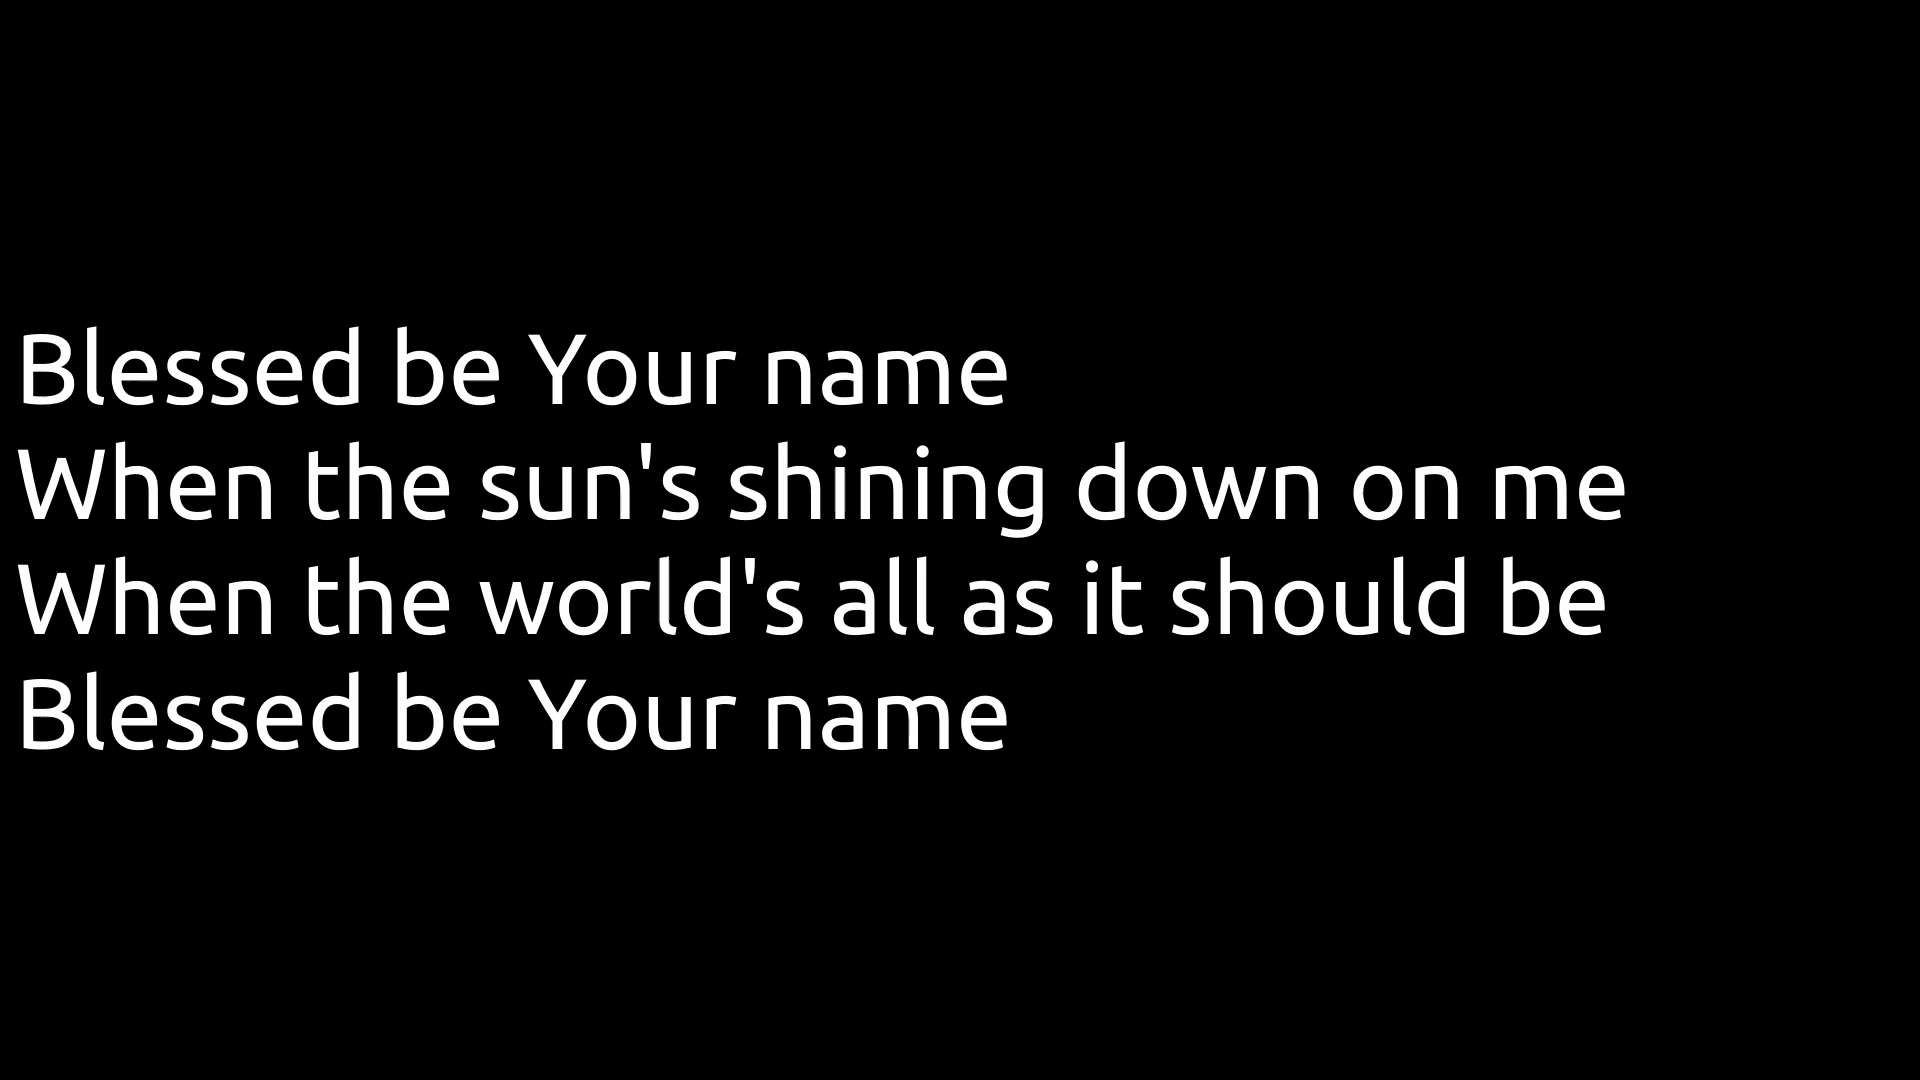 Blessed be Your name
When the sun's shining down on me
When the world's all as it should be
Blessed be Your name